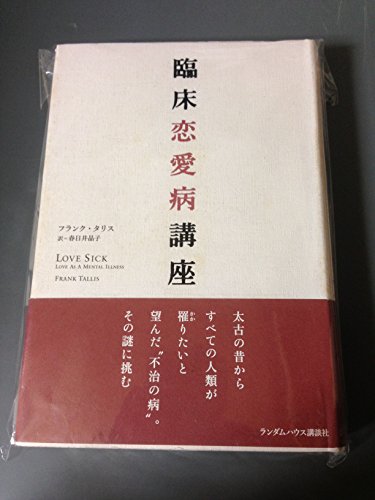 臨床恋愛病講座
フランク・タリス
訳=春日井晶子
LOVE SICK
LOVE AS A MENTAL ILLNESS
FRANK TALLIS
太古の昔から
すべての人類が
罹りたいと
かか
望んだ〝不治の病〟。
その謎に挑む
ランダムハウス講談社